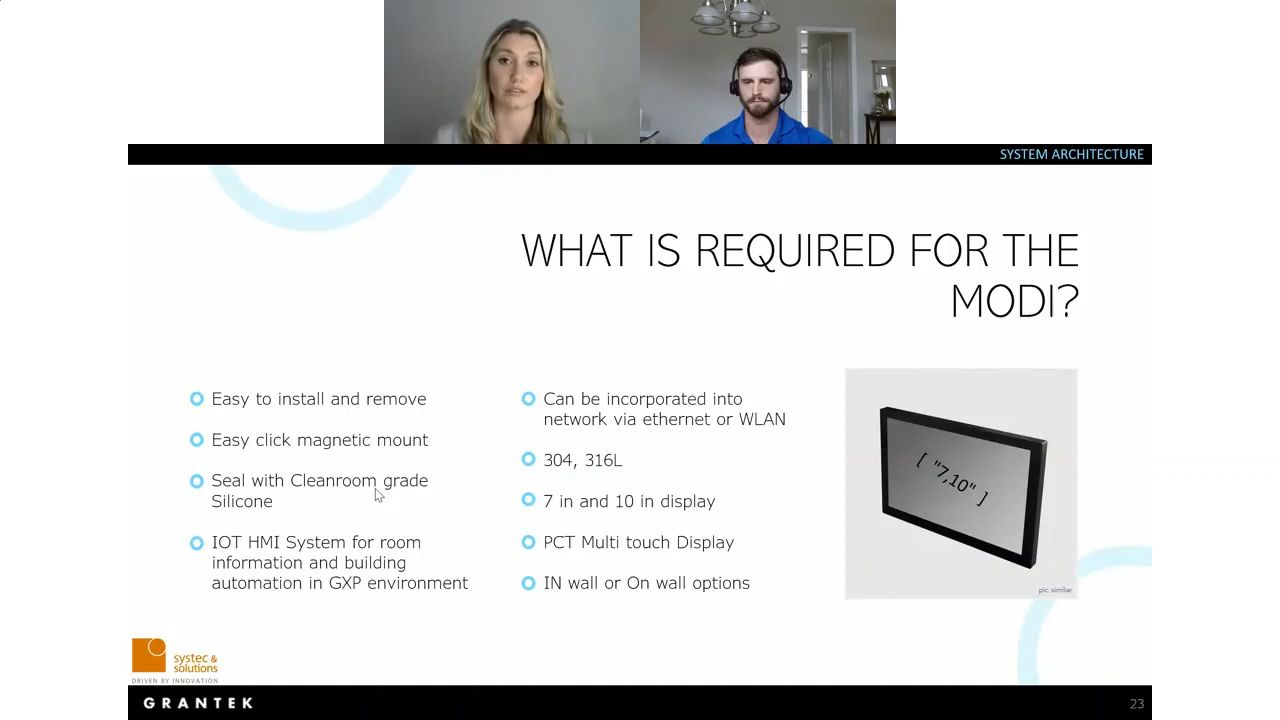 SYSTEM ARCHITECTURE
WHAT IS REQUIRED FOR THE
MODI?
Easy to install and remove
Easy click magnetic mount
Seal with Cleanroom grade
Silicone
IOT HMI System for room
information and building
automation in GXP environment
Can be incorporated into
network via ethernet or WLAN
304, 316L
7 in and 10 in display
PCT Multi touch Display
IN wall or On wall options
[ "7,10" ]
pic. similar
systec &
solutions
DRIVEN BY INNOVATION
GRANTEK
23